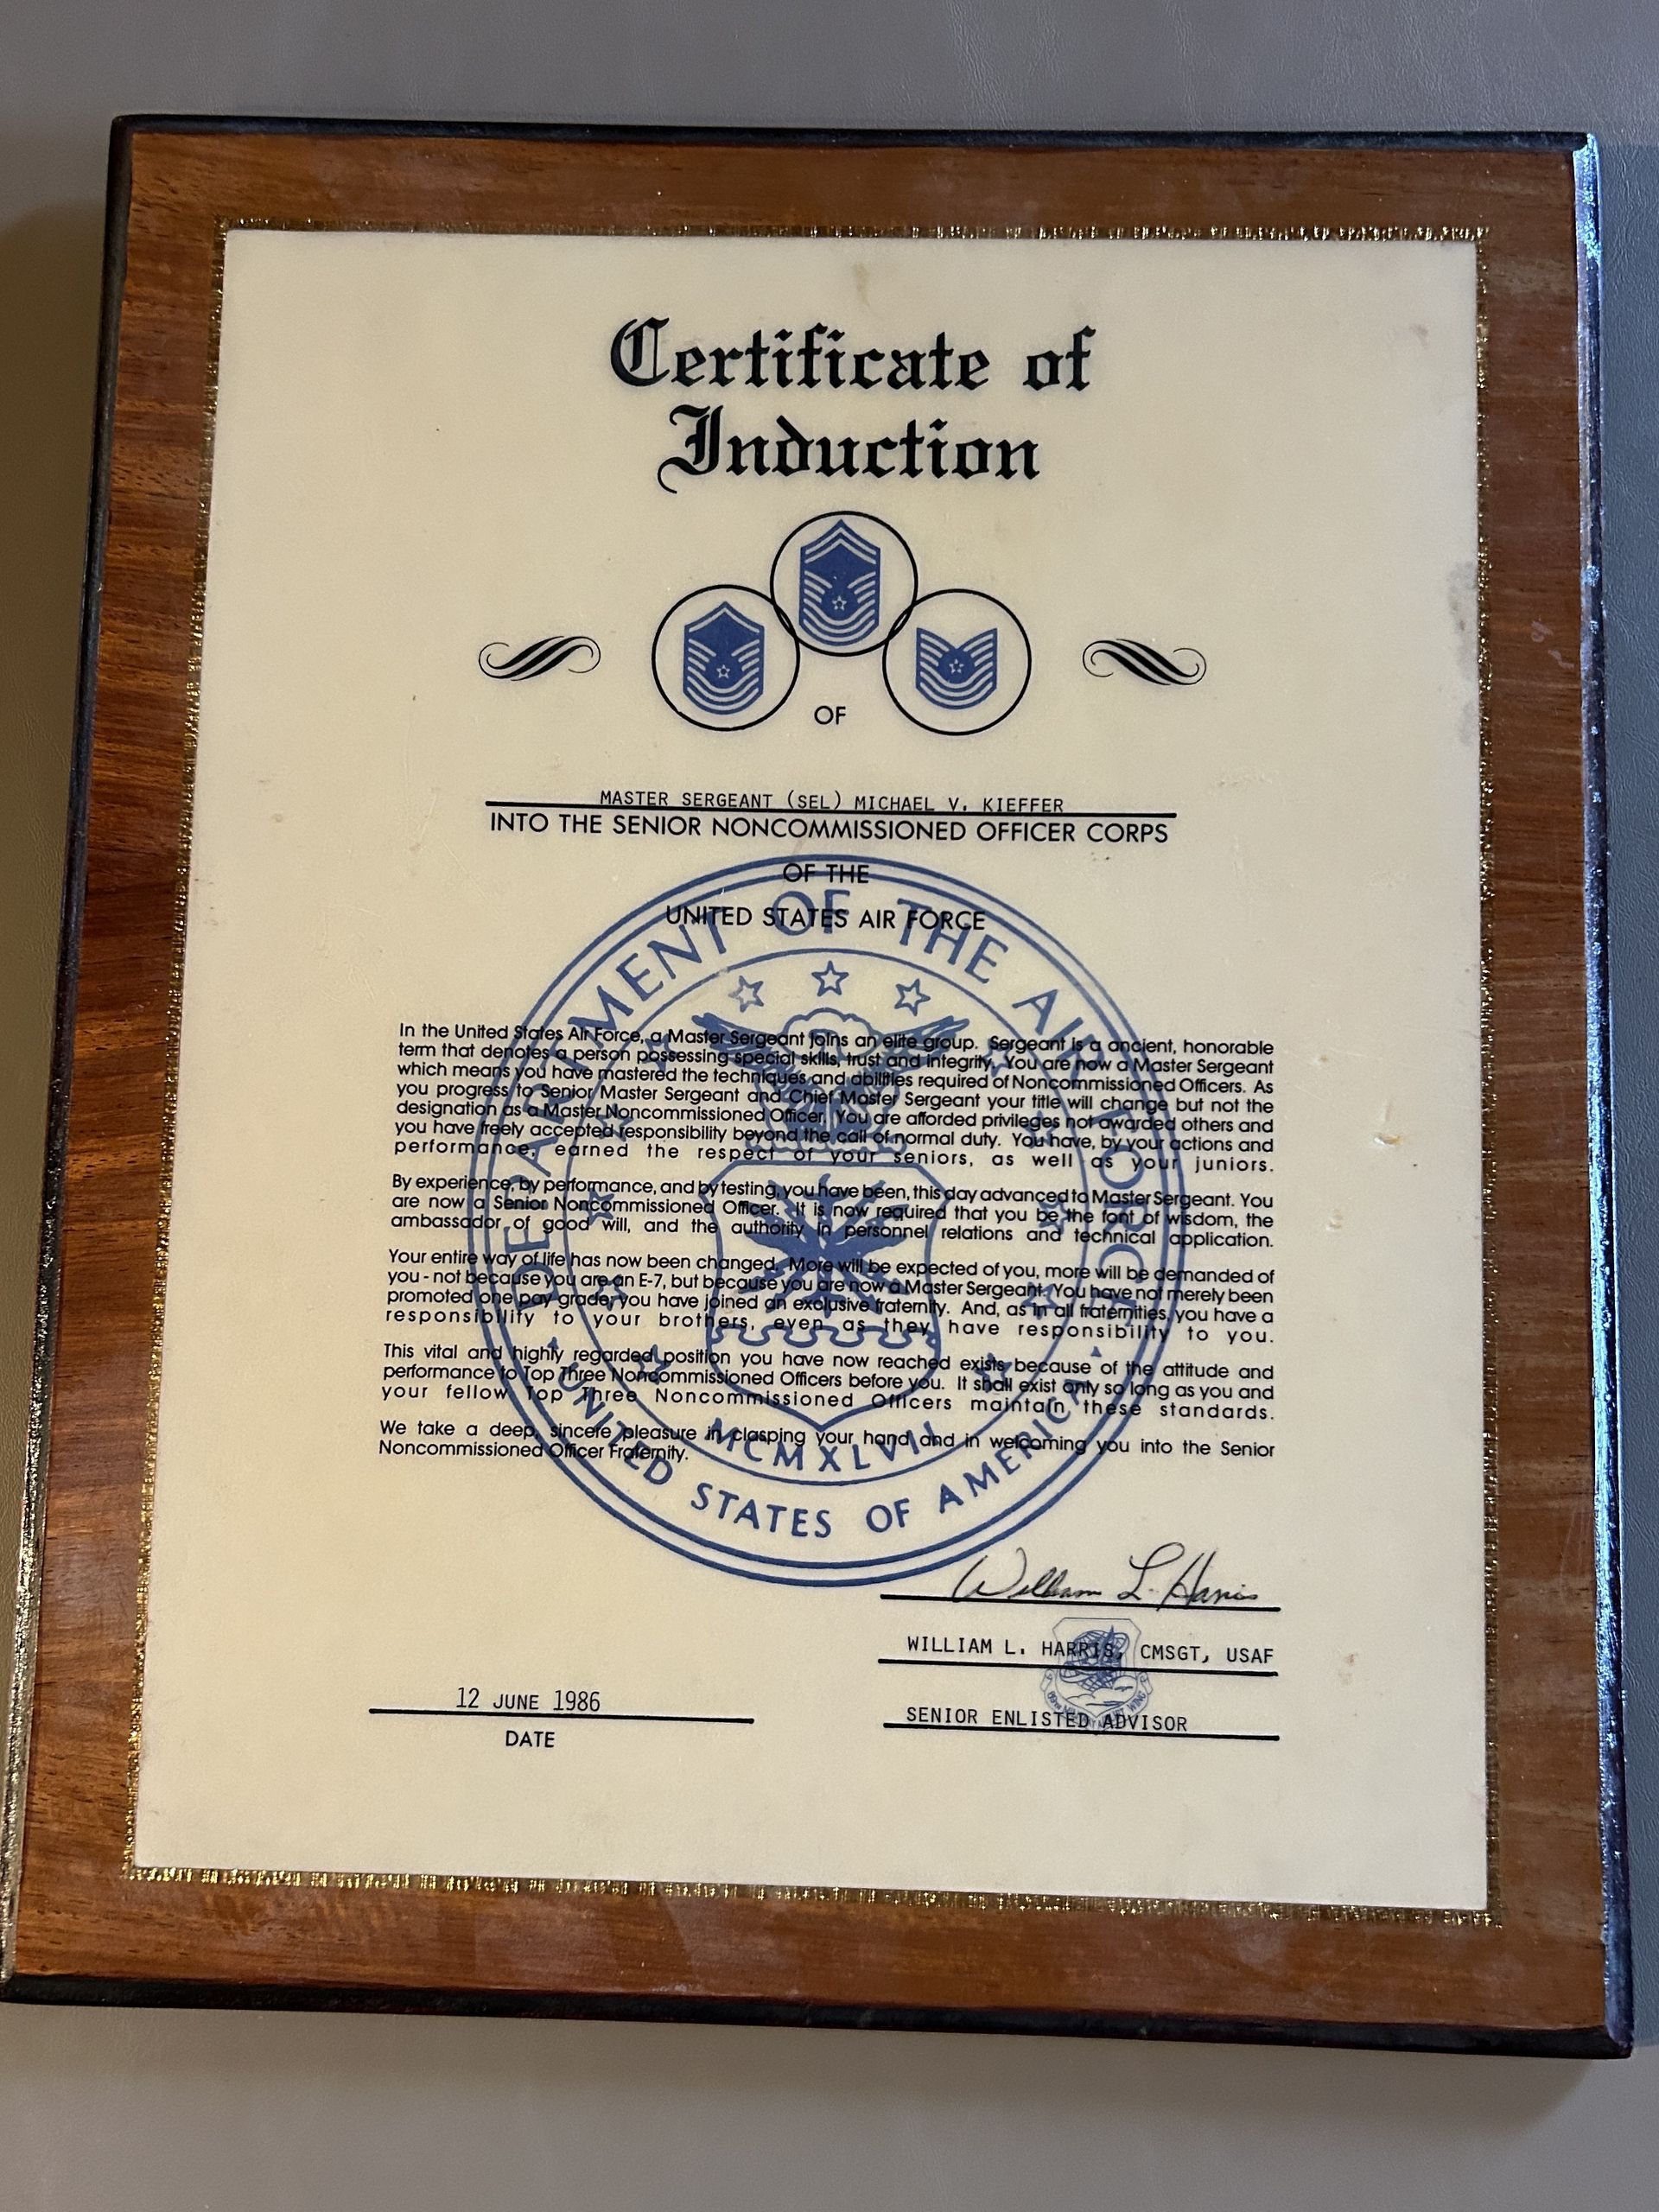 Certificate of
Induction
OF
MASTER SERGEANT (SEL) MICHAEL V. KIEFFER
INTO THE SENIOR NONCOMMISSIONED OFFICER CORPS
OF THE
UNITED STATES AIR FORCE
DEPARTMENT OF THE AIR FORCE
In the United States Air Force, a Master Sergeant joins an elite group. Sergeant is a ancient, honorable
term that denotes a person possessing special skills, trust and integrity. You are now a Master Sergeant
which means you have mastered the techniques and abilities required of Noncommissioned Officers. As
you progress to Senior Master Sergeant and Chief Master Sergeant your title will change but not the
designation as a Master Noncommissioned Officer. You are afforded privileges not awarded others and
you have freely accepted responsibility beyond the call of normal duty. You have, by your actions and
performance, earned the respect of your seniors, as well as your juniors.
By experience, by performance, and by testing, you have been, this day advanced to Master Sergeant. You
are now a Senior Noncommissioned Officer. It is now required that you be the font of wisdom, the
ambassador of good will, and the authority in personnel relations and technical application.
Your entire way of life has now been changed. More will be expected of you, more will be demanded of
you - not because you are an E-7, but because you are now a Master Sergeant. You have not merely been
promoted one pay grade, you have joined an exclusive fraternity. And, as in all fraternities, you have a
responsibility to your brothers, even as they have responsibility to you.
This vital and highly regarded position you have now reached exists because of the attitude and
performance to Top Three Noncommissioned Officers before you. It shall exist only so long as you and
your fellow Top Three Noncommissioned Officers maintain these standards.
We take a deep, sincere pleasure in clasping your hand and in welcoming you into the Senior
Noncommissioned Officer Fraternity.
MCMXLVII
UNITED STATES OF AMERICA
William L. Harris
WILLIAM L. HARRIS, CMSGT, USAF
12 JUNE 1986
SENIOR ENLISTED ADVISOR
DATE